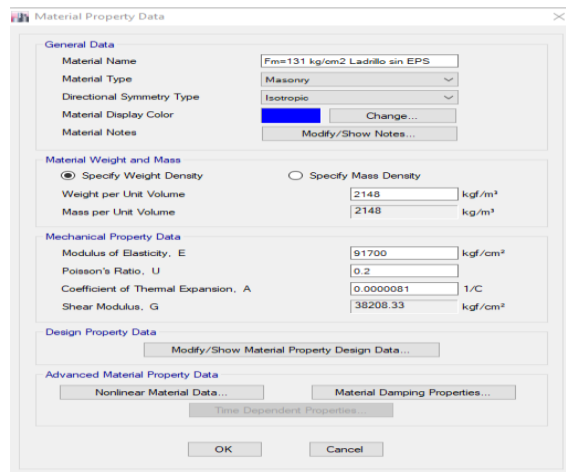 Material Property Data
General Data
Material Name Fm=131 kg/cm2 Ladrillo sin EPS
Material Type Masonry
Directional Symmetry Type Isotropic
Material Display Color Change...
Material Notes Modify/Show Notes...
Material Weight and Mass
Specify Weight Density Specify Mass Density
Weight per Unit Volume 2148 kgf/m³
Mass per Unit Volume 2148 kg/m³
Mechanical Property Data
Modulus of Elasticity, E 91700 kgf/cm²
Poisson's Ratio, U 0.2
Coefficient of Thermal Expansion, A 0.0000081 1/C
Shear Modulus, G 38208.33 kgf/cm²
Design Property Data
Modify/Show Material Property Design Data...
Advanced Material Property Data
Nonlinear Material Data... Material Damping Properties...
Time Dependent Properties...
OK Cancel